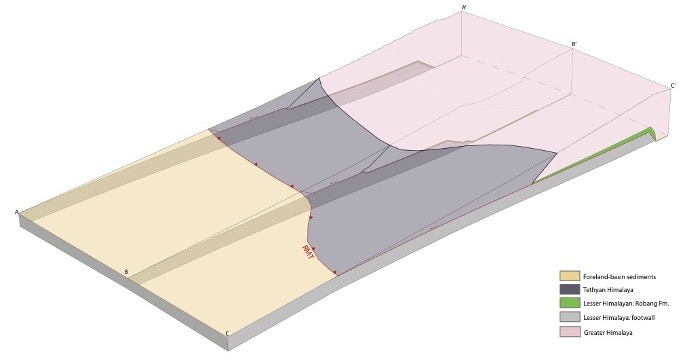 A'
B'
C'
A
B
C
RMT
Foreland-basin sediments
Tethyan Himalaya
Lesser Himalayan: Robang Fm.
Lesser Himalaya: footwall
Greater Himalaya